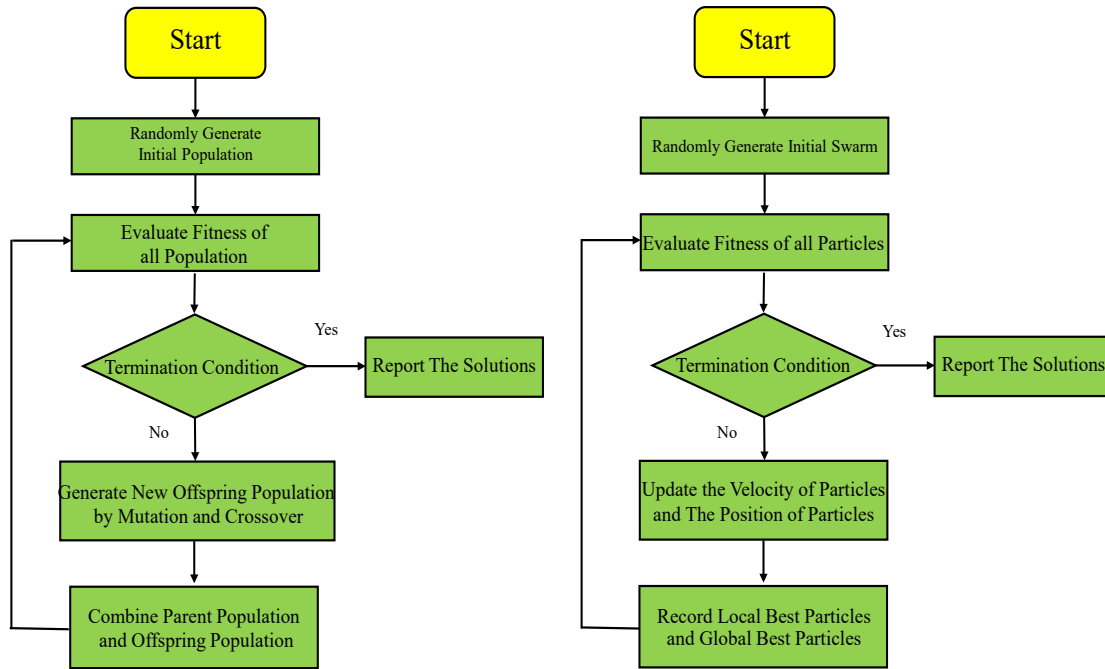 Start
Randomly Generate
Initial Population
Evaluate Fitness of
all Population
Termination Condition
Yes
Report The Solutions
No
Generate New Offspring Population
by Mutation and Crossover
Combine Parent Population
and Offspring Population
Start
Randomly Generate Initial Swarm
Evaluate Fitness of all Particles
Termination Condition
Yes
Report The Solutions
No
Update the Velocity of Particles
and The Position of Particles
Record Local Best Particles
and Global Best Particles